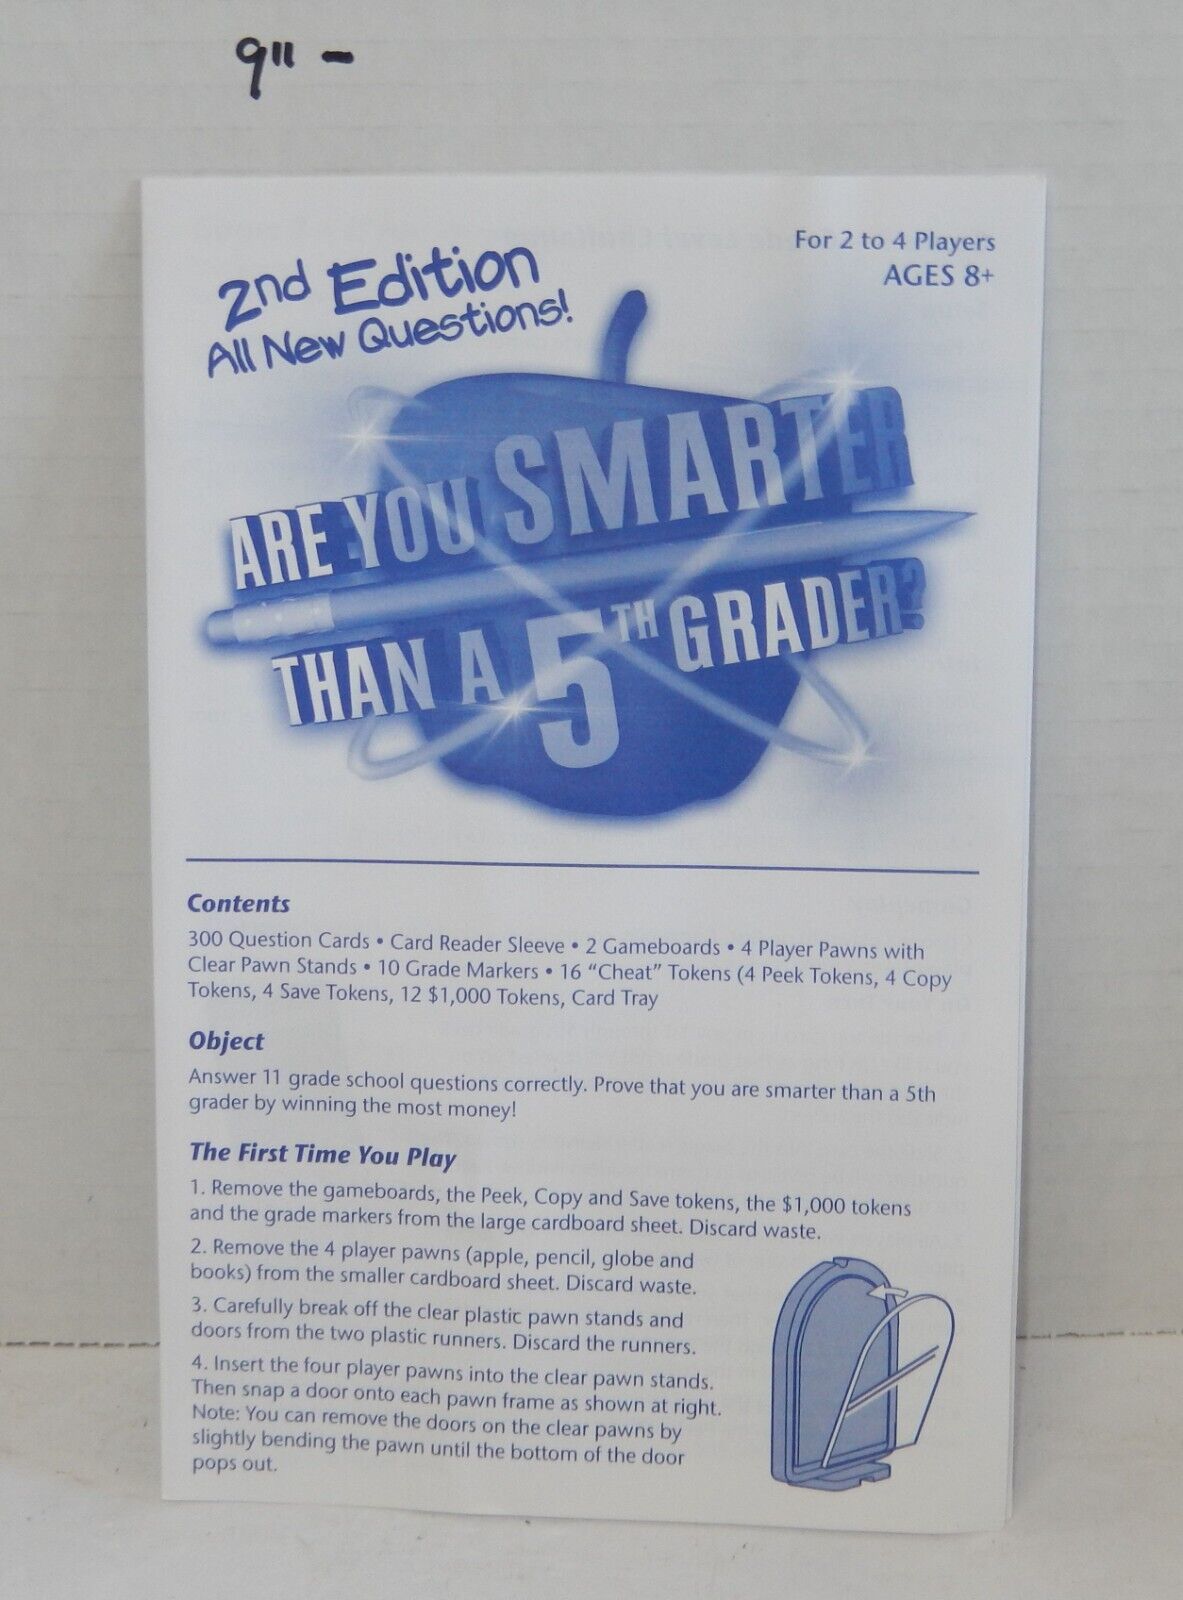 9" -
For 2 to 4 Players
AGES 8+
2nd Edition
All New Questions!
ARE YOU SMARTER
THAN A 5TH GRADER?
Contents
300 Question Cards • Card Reader Sleeve • 2 Gameboards • 4 Player Pawns with
Clear Pawn Stands • 10 Grade Markers • 16 “Cheat” Tokens (4 Peek Tokens, 4 Copy
Tokens, 4 Save Tokens, 12 $1,000 Tokens, Card Tray
Object
Answer 11 grade school questions correctly. Prove that you are smarter than a 5th
grader by winning the most money!
The First Time You Play
1. Remove the gameboards, the Peek, Copy and Save tokens, the $1,000 tokens
and the grade markers from the large cardboard sheet. Discard waste.
2. Remove the 4 player pawns (apple, pencil, globe and
books) from the smaller cardboard sheet. Discard waste.
3. Carefully break off the clear plastic pawn stands and
doors from the two plastic runners. Discard the runners.
4. Insert the four player pawns into the clear pawn stands.
Then snap a door onto each pawn frame as shown at right.
Note: You can remove the doors on the clear pawns by
slightly bending the pawn until the bottom of the door
pops out.